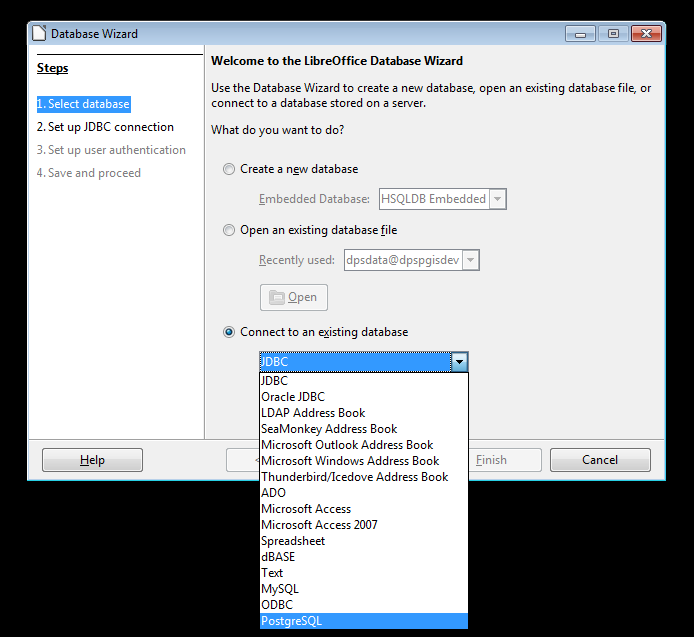 Database Wizard
Steps
1. Select database
2. Set up JDBC connection
3. Set up user authentication
4. Save and proceed
Welcome to the LibreOffice Database Wizard
Use the Database Wizard to create a new database, open an existing database file, or
connect to a database stored on a server.
What do you want to do?
Create a new database
Embedded Database: HSQLDB Embedded
Open an existing database file
Recently used: dpsdata@dpspgisdev
Open
Connect to an existing database
JDBC
JDBC
Oracle JDBC
LDAP Address Book
SeaMonkey Address Book
Microsoft Outlook Address Book
Microsoft Windows Address Book
Thunderbird/Icedove Address Book
ADO
Microsoft Access
Microsoft Access 2007
Spreadsheet
dBASE
Text
MySQL
ODBC
PostgreSQL
Help
Finish
Cancel